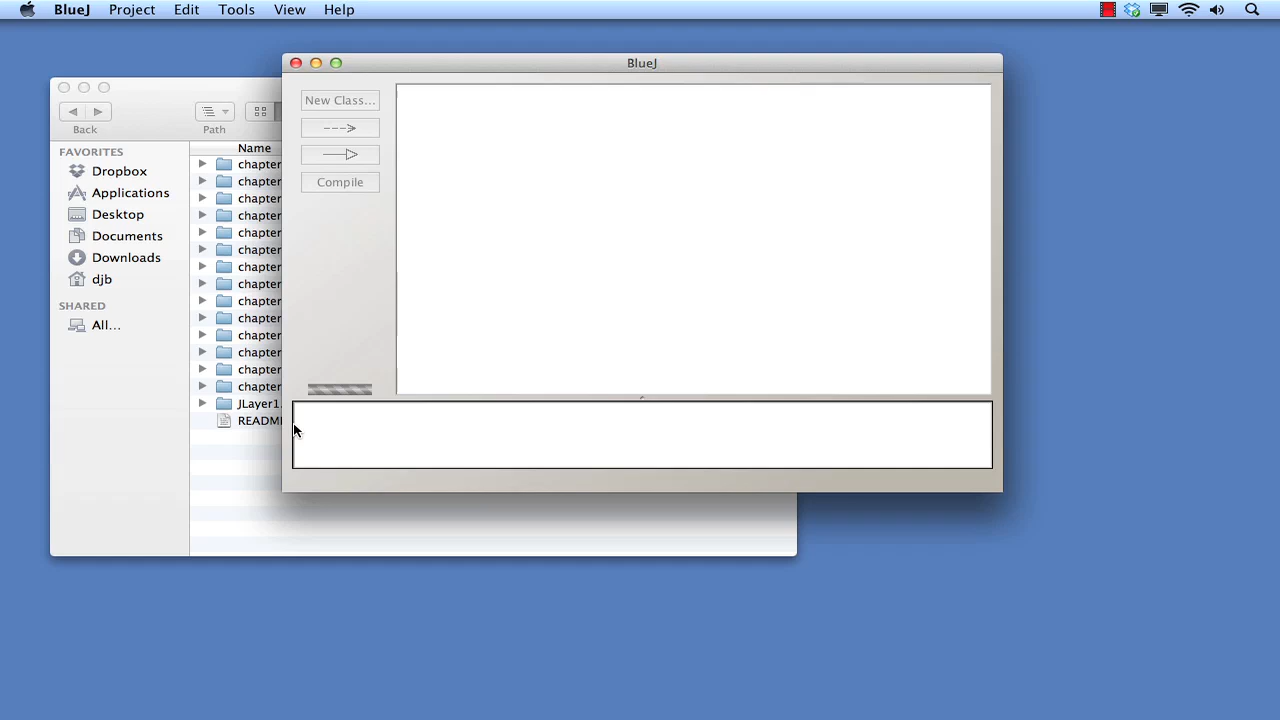 BlueJ Project Edit Tools View Help
BlueJ
New Class...
Compile
Back
Path
FAVORITES
Dropbox
Applications
Desktop
Documents
Downloads
djb
SHARED
All...
Name
chapter
chapter
chapter
chapter
chapter
chapter
chapter
chapter
chapter
chapter
chapter
chapter
chapter
chapter
JLayer1
README